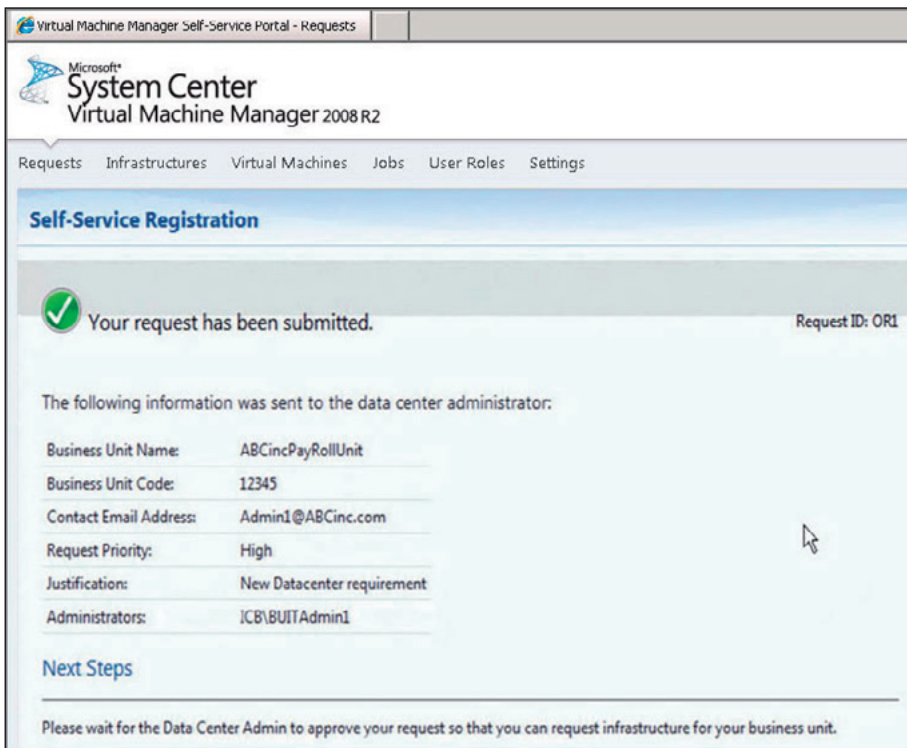 Virtual Machine Manager Self-Service Portal - Requests
Microsoft®
System Center
Virtual Machine Manager 2008 R2
Requests Infrastructures Virtual Machines Jobs User Roles Settings
Self-Service Registration
Your request has been submitted. Request ID: OR1
The following information was sent to the data center administrator:
Business Unit Name: ABCincPayRollUnit
Business Unit Code: 12345
Contact Email Address: Admin1@ABCinc.com
Request Priority: High
Justification: New Datacenter requirement
Administrators: ICB\BUITAdmin1
Next Steps
Please wait for the Data Center Admin to approve your request so that you can request infrastructure for your business unit.